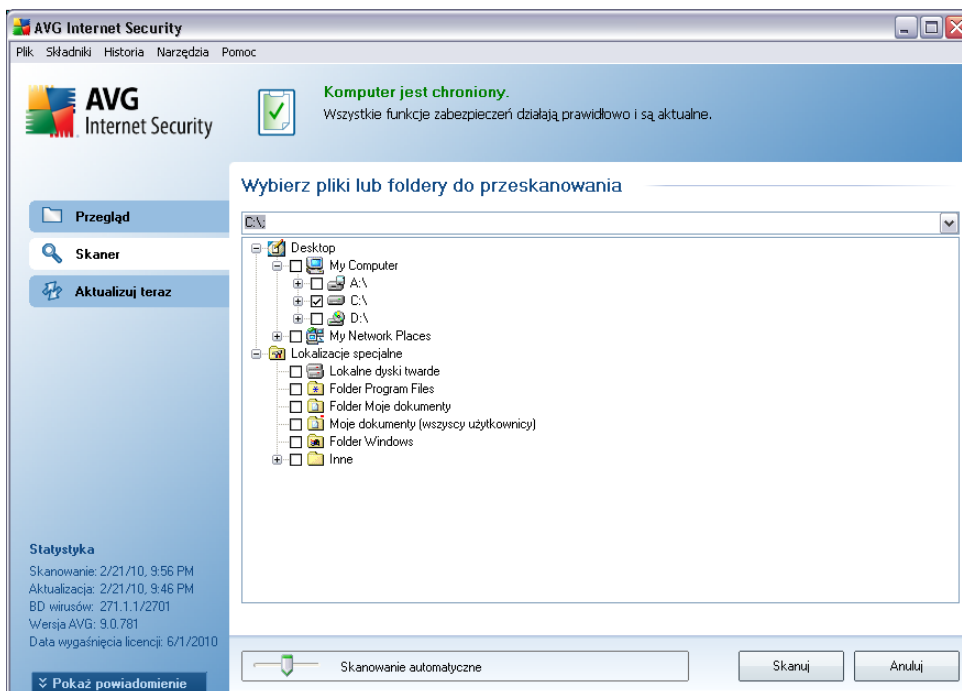 AVG Internet Security
Plik Składniki Historia Narzędzia Pomoc
AVG
Internet Security
Komputer jest chroniony.
Wszystkie funkcje zabezpieczeń działają prawidłowo i są aktualne.
Przegląd
Skaner
Aktualizuj teraz
Wybierz pliki lub foldery do przeskanowania
C:\;
Desktop
My Computer
A:\
C:\
D:\
My Network Places
Lokalizacje specjalne
Lokalne dyski twarde
Folder Program Files
Folder Moje dokumenty
Moje dokumenty (wszyscy użytkownicy)
Folder Windows
Inne
Statystyka
Skanowanie: 2/21/10, 9:56 PM
Aktualizacja: 2/21/10, 9:46 PM
BD wirusów: 271.1.1/2701
Wersja AVG: 9.0.781
Data wygaśnięcia licencji: 6/1/2010
Pokaż powiadomienie
Skanowanie automatyczne
Skanuj
Anuluj